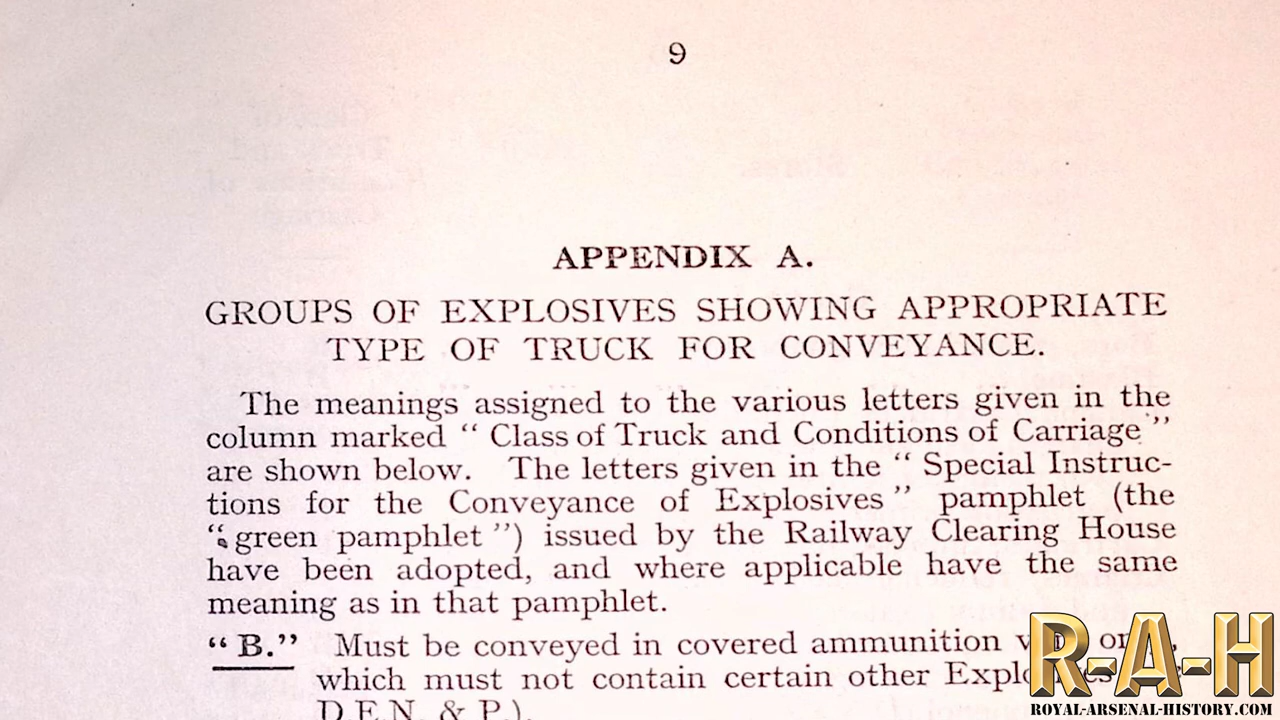 9
APPENDIX A.
GROUPS OF EXPLOSIVES SHOWING APPROPRIATE
TYPE OF TRUCK FOR CONVEYANCE.
The meanings assigned to the various letters given in the
column marked “ Class of Truck and Conditions of Carriage ”
are shown below. The letters given in the “ Special Instruc-
tions for the Conveyance of Explosives ” pamphlet (the
“ green pamphlet ”) issued by the Railway Clearing House
have been adopted, and where applicable have the same
meaning as in that pamphlet.
“ B.” Must be conveyed in covered ammunition
which must not contain certain other
D.E.N. & P.).
R-A-H
ROYAL-ARSENAL-HISTORY.COM